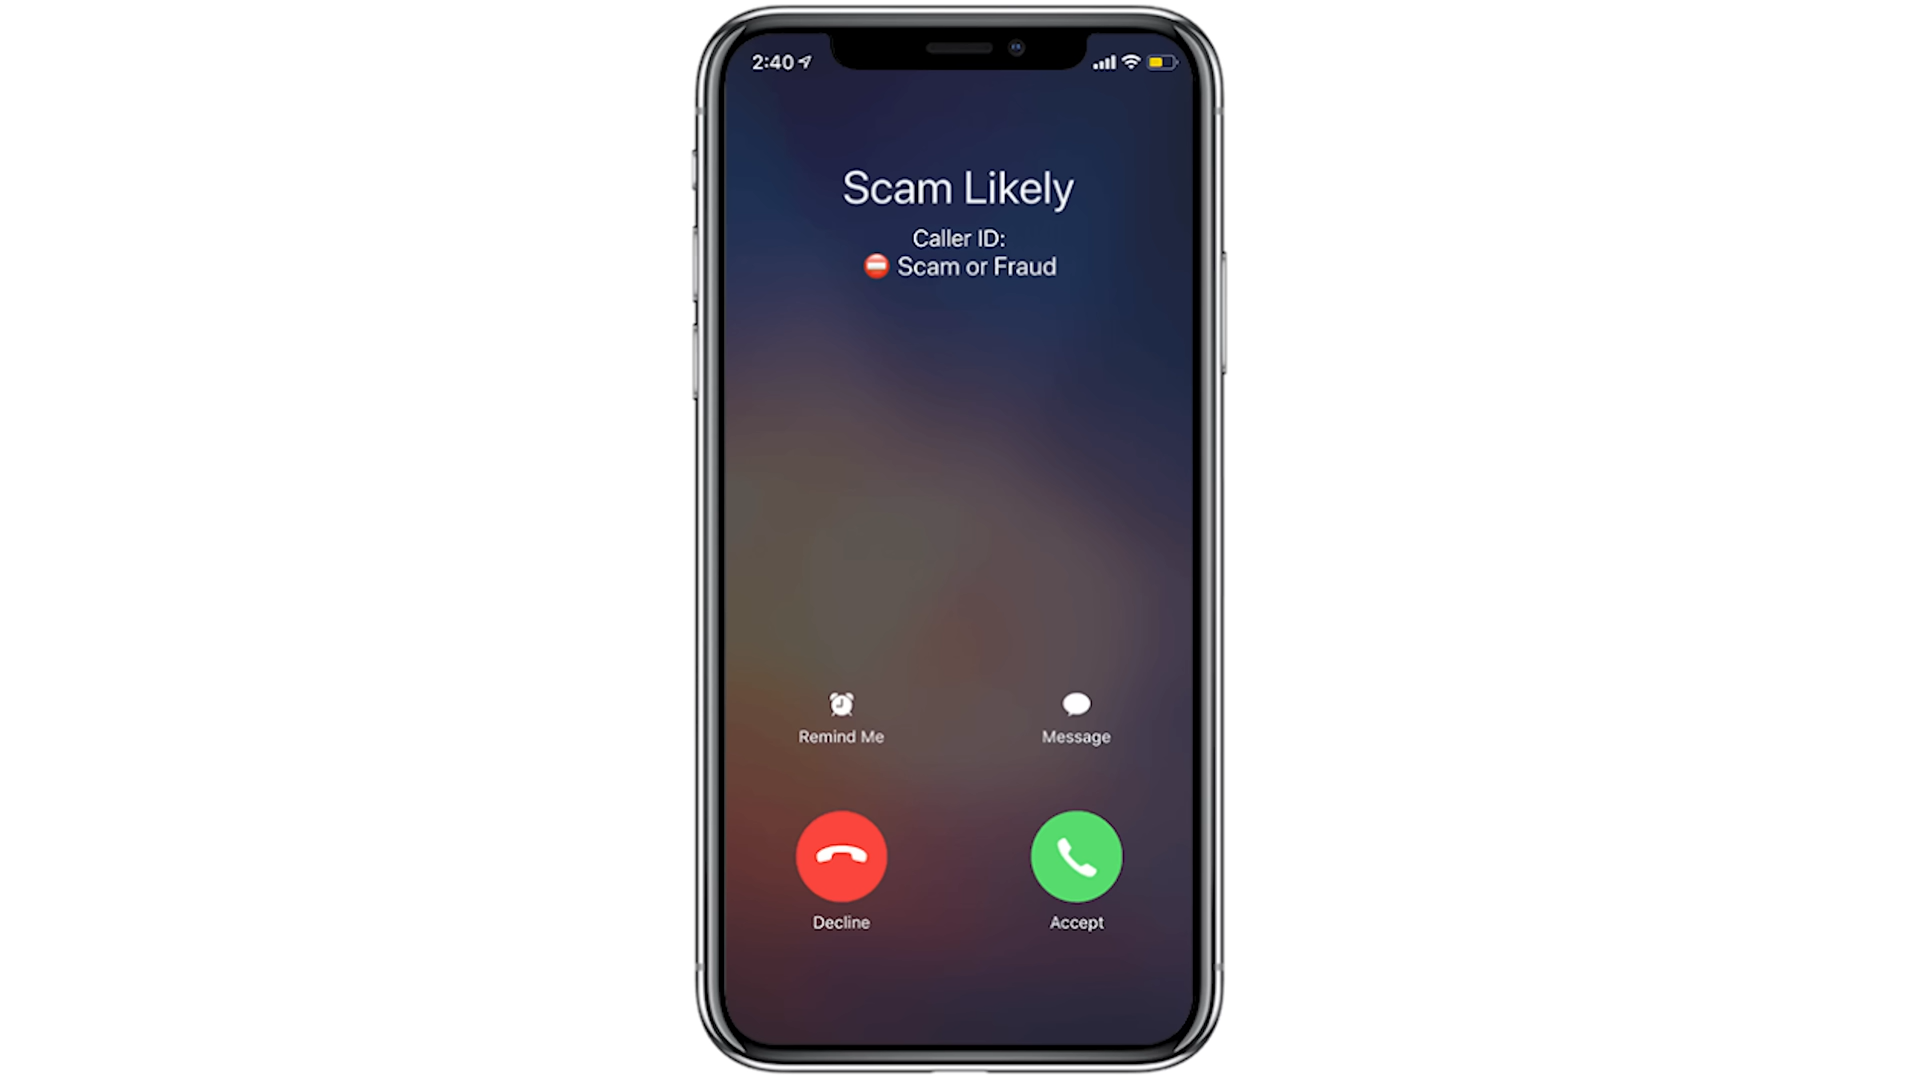 2:40
Scam Likely
Caller ID:
⛔ Scam or Fraud
Remind Me
Message
Decline
Accept